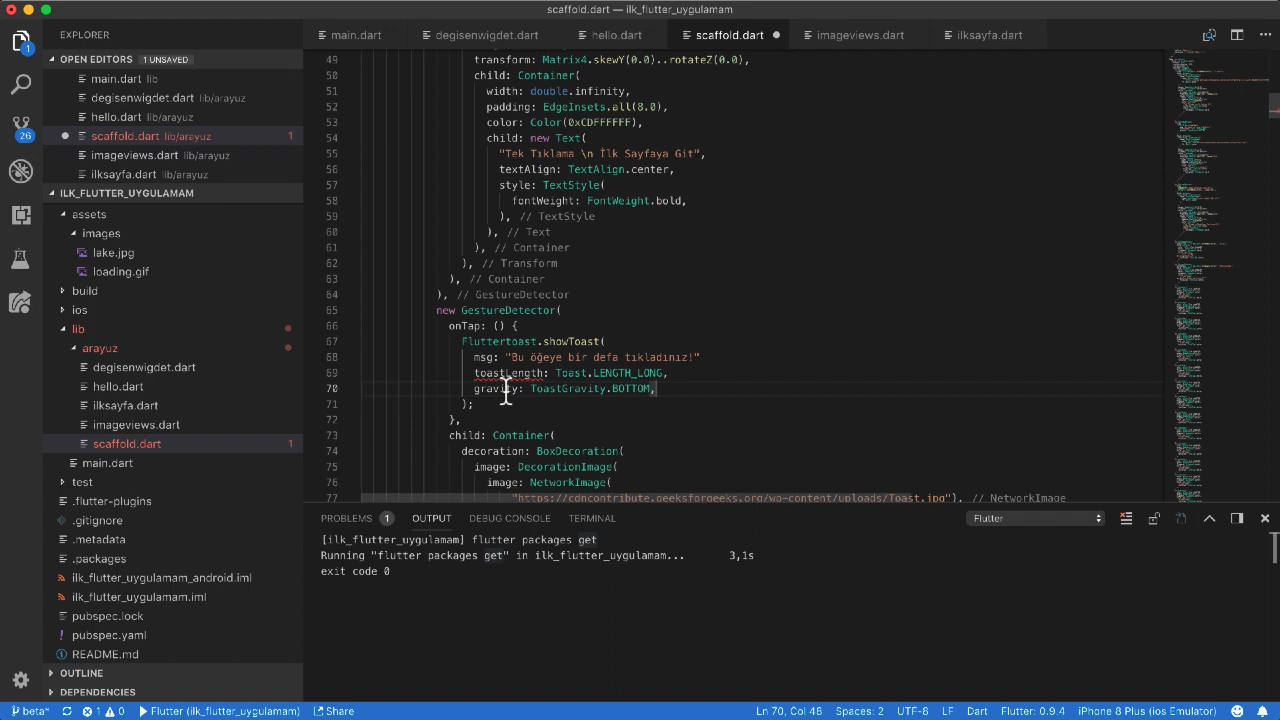 scaffold.dart — ilk_flutter_uygulamam
EXPLORER
main.dart
degisenwigdet.dart
hello.dart
scaffold.dart
imageviews.dart
ilksayfa.dart
1
26
OPEN EDITORS 1 UNSAVED
main.dart lib
degisenwigdet.dart lib/arayuz
hello.dart lib/arayuz
scaffold.dart lib/arayuz 1
imageviews.dart lib/arayuz
ilksayfa.dart lib/arayuz
ILK_FLUTTER_UYGULAMAM
assets
images
lake.jpg
loading.gif
build
ios
lib
arayuz
degisenwigdet.dart
hello.dart
ilksayfa.dart
imageviews.dart
scaffold.dart 1
main.dart
test
.flutter-plugins
.gitignore
.metadata
.packages
ilk_flutter_uygulamam_android.iml
ilk_flutter_uygulamam.iml
pubspec.lock
pubspec.yaml
README.md
OUTLINE
DEPENDENCIES
49 transform: Matrix4.skewY(0.0)..rotateZ(0.0),
50 child: Container(
51 width: double.infinity,
52 padding: EdgeInsets.all(8.0),
53 color: Color(0xCDFFFFFF),
54 child: new Text(
55 "Tek Tıklama \n İlk Sayfaya Git",
56 textAlign: TextAlign.center,
57 style: TextStyle(
58 fontWeight: FontWeight.bold,
59 ), // TextStyle
60 ), // Text
61 ), // Container
62 ), // Transform
63 ), // Container
64 ), // GestureDetector
65 new GestureDetector(
66 onTap: () {
67 Fluttertoast.showToast(
68 msg: "Bu öğeye bir defa tıkladınız!"
69 toastLength: Toast.LENGTH_LONG,
70 gravity: ToastGravity.BOTTOM,
71 );
72 },
73 child: Container(
74 decoration: BoxDecoration(
75 image: DecorationImage(
76 image: NetworkImage(
77 "https://cdncontribute.geeksforgeeks.org/wp-content/uploads/Toast.jpg"), // NetworkImage
PROBLEMS 1 OUTPUT DEBUG CONSOLE TERMINAL
Flutter
[ilk_flutter_uygulamam] flutter packages get
Running "flutter packages get" in ilk_flutter_uygulamam... 3,1s
exit code 0
beta* 1 0 Flutter (ilk_flutter_uygulamam) Share
Ln 70, Col 48 Spaces: 2 UTF-8 LF Dart Flutter: 0.9.4 iPhone 8 Plus (ios Emulator)